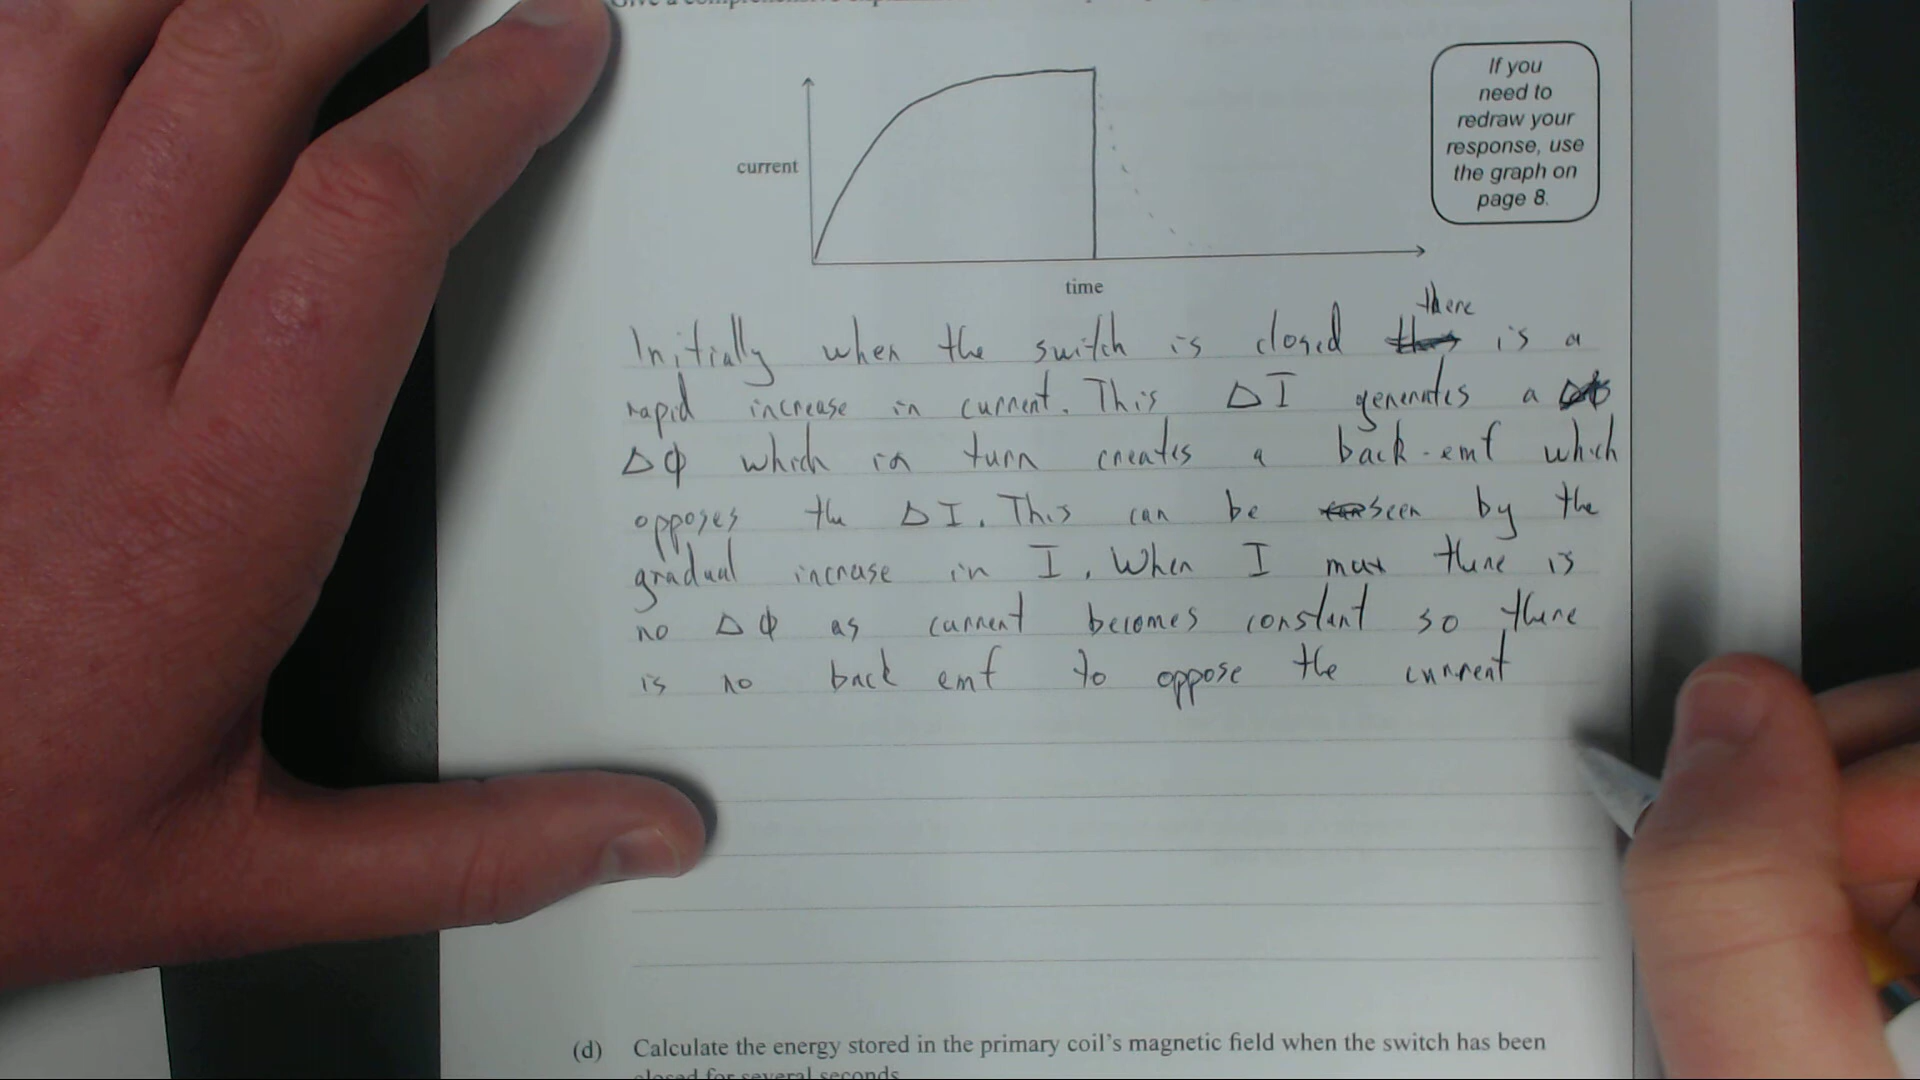 If you
need to
redraw your
response, use
the graph on
page 8.
current
time
Initially when the switch is closed there is a
rapid increase in current. This ΔI generates a
Δϕ which in turn creates a back-emf which
opposes the ΔI. This can be seen by the
gradual increase in I. When I max there is
no Δϕ as current becomes constant so there
is no back emf to oppose the current
(d) Calculate the energy stored in the primary coil's magnetic field when the switch has been
closed for several seconds